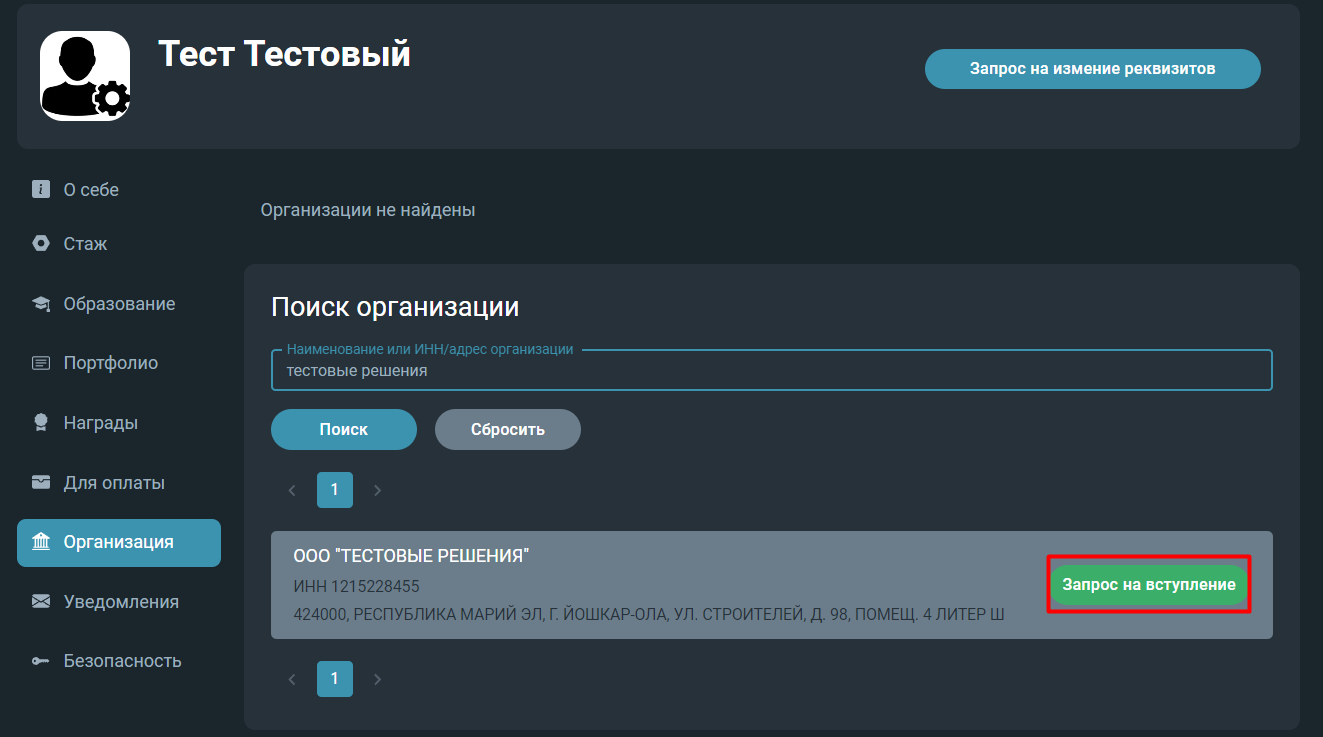 Тест Тестовый
Запрос на измение реквизитов
О себе
Стаж
Образование
Портфолио
Награды
Для оплаты
Организация
Уведомления
Безопасность
Организации не найдены
Поиск организации
Наименование или ИНН/адрес организации
тестовые решения
Поиск
Сбросить
1
ООО "ТЕСТОВЫЕ РЕШЕНИЯ"
ИНН 1215228455
424000, РЕСПУБЛИКА МАРИЙ ЭЛ, Г. ЙОШКАР-ОЛА, УЛ. СТРОИТЕЛЕЙ, Д. 98, ПОМЕЩ. 4 ЛИТЕР Ш
Запрос на вступление
1